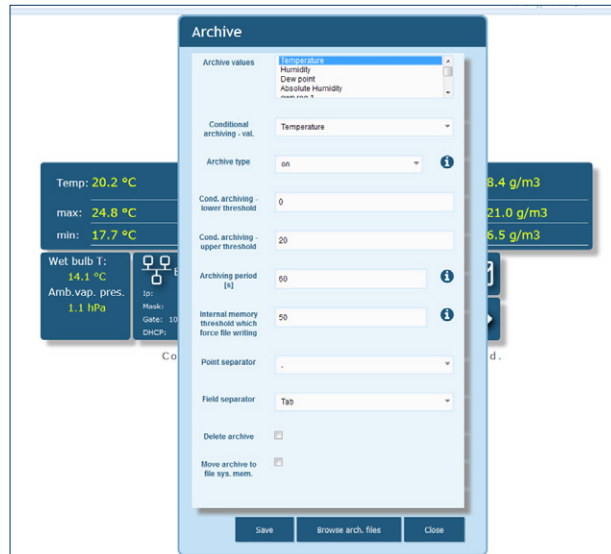 Archive
Archive values
Temperature
Humidity
Dew point
Absolute Humidity
Conditional
archiving - val.
Temperature
Archive type
on
Cond. archiving -
lower threshold
0
Cond. archiving -
upper threshold
20
Archiving period
[s]
60
Internal memory
threshold which
force file writing
50
Point separator
Field separator
Tab
Delete archive
Move archive to
file sys. mem.
Save
Browse arch. files
Close
Temp: 20.2 °C
max: 24.8 °C
min: 17.7 °C
8.4 g/m3
21.0 g/m3
6.5 g/m3
Wet bulb T:
14.1 °C
Amb.vap. pres.
1.1 hPa
Ip:
Mask:
Gate: 10
DHCP:
Co
d.